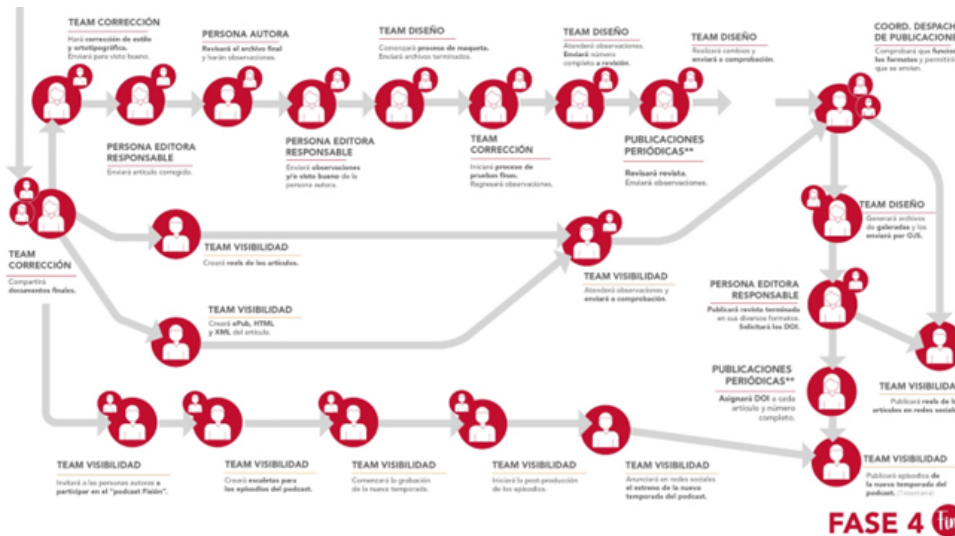 TEAM CORRECCIÓN
Hará corrección de estilo
y ortotipográfica.
Enviará para visto bueno.
PERSONA AUTORA
Revisará el archivo final
y harán observaciones.
TEAM DISEÑO
Comenzará proceso de maqueta.
Enviará archivos terminados.
TEAM DISEÑO
Atenderá observaciones.
Enviará número
completo a revisión.
TEAM DISEÑO
Realizará cambios y
enviará a comprobación.
COORD. DESPACH
DE PUBLICACIONE
Comprobará que funcion
los formatos y permitirá
que se envíen.
PERSONA EDITORA
RESPONSABLE
Enviará artículo corregido.
PERSONA EDITORA
RESPONSABLE
Enviará observaciones
y/o visto bueno de la
persona autora.
TEAM
CORRECCIÓN
Iniciará proceso de
pruebas finas.
Regresará observaciones.
PUBLICACIONES
PERIÓDICAS**
Revisará revista.
Enviará observaciones.
TEAM
CORRECCIÓN
Compartirá
documentos finales.
TEAM VISIBILIDAD
Creará reels de los artículos.
TEAM VISIBILIDAD
Creará ePub, HTML
y XML del artículo.
TEAM VISIBILIDAD
Atenderá observaciones y
enviará a comprobación.
TEAM DISEÑO
Generará archivos
de galeradas y los
enviará por OJS.
PERSONA EDITORA
RESPONSABLE
Publicará revista terminada
en sus diversos formatos.
Solicitará los DOI.
PUBLICACIONES
PERIÓDICAS**
Asignará DOI a cada
artículo y número
completo.
TEAM VISIBILIDA
Publicará reels de lo
artículos en redes social
TEAM VISIBILIDAD
Invitará a las personas autoras a
participar en el "podcast Fisión".
TEAM VISIBILIDAD
Creará escaletas para
los episodios del podcast.
TEAM VISIBILIDAD
Comenzará la grabación
de la nueva temporada.
TEAM VISIBILIDAD
Iniciará la post-producción
de los episodios.
TEAM VISIBILIDAD
Anunciará en redes sociales
el estreno de la nueva
temporada del podcast.
TEAM VISIBILIDAD
Publicará episodios de
la nueva temporada del
podcast.
FASE 4
Fin